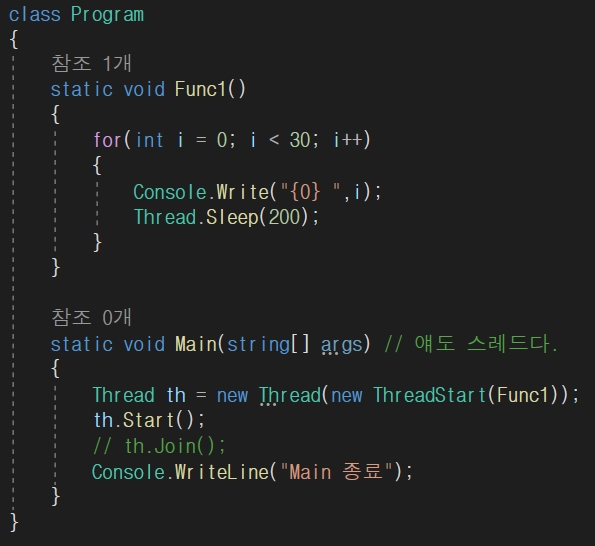 class Program
{
참조 1개
static void Func1()
{
for(int i = 0; i < 30; i++)
{
Console.Write("{0} ",i);
Thread.Sleep(200);
}
}
참조 0개
static void Main(string[] args) // 얘도 스레드다.
{
Thread th = new Thread(new ThreadStart(Func1));
th.Start();
// th.Join();
Console.WriteLine("Main 종료");
}
}